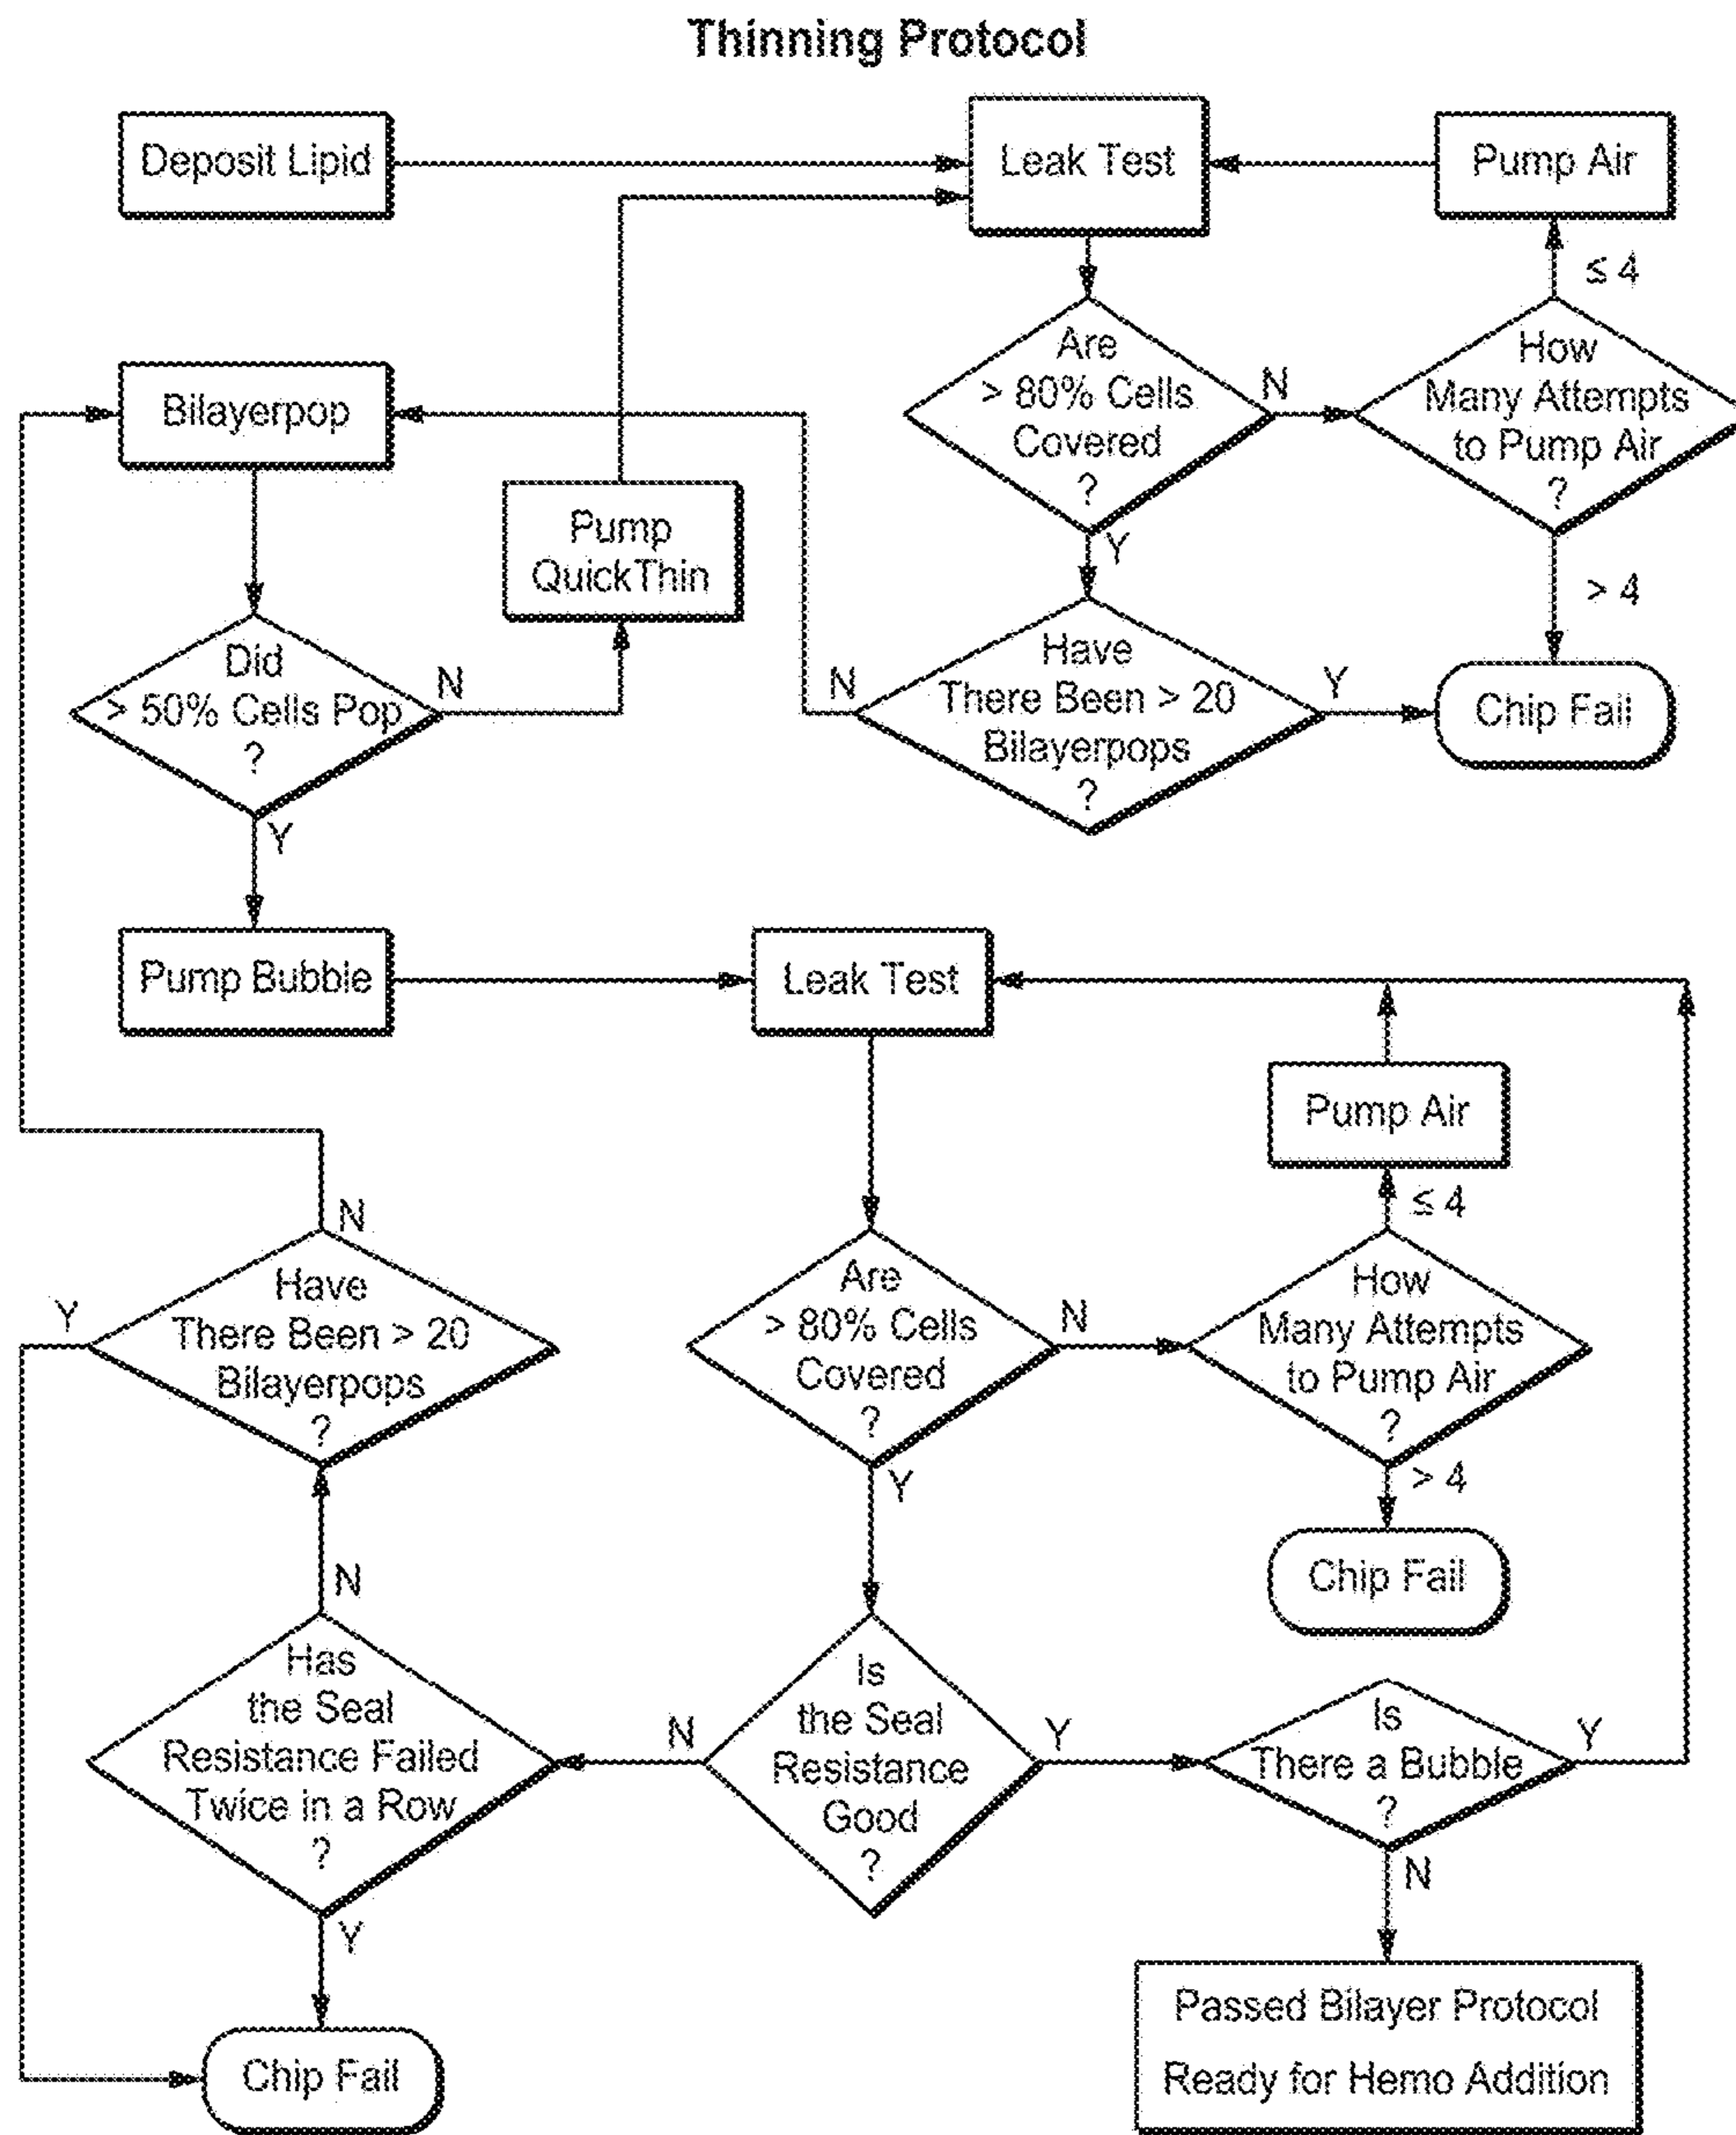 Thinning Protocol
Deposit Lipid
Leak Test
Pump Air
≤ 4
Are
> 80% Cells
Covered
?
N
How
Many Attempts
to Pump Air
?
Bilayerpop
Pump
QuickThin
Y
> 4
Did
> 50% Cells Pop
?
N
N
Have
There Been > 20
Bilayerpops
?
Y
Chip Fail
Y
Pump Bubble
Leak Test
Pump Air
≤ 4
N
Have
There Been > 20
Bilayerpops
?
Y
Are
> 80% Cells
Covered
?
N
How
Many Attempts
to Pump Air
?
Y
> 4
Chip Fail
N
Has
the Seal
Resistance Failed
Twice in a Row
?
N
Is
the Seal
Resistance
Good
?
Y
Is
There a Bubble
?
Y
N
Y
Chip Fail
Passed Bilayer Protocol
Ready for Hemo Addition